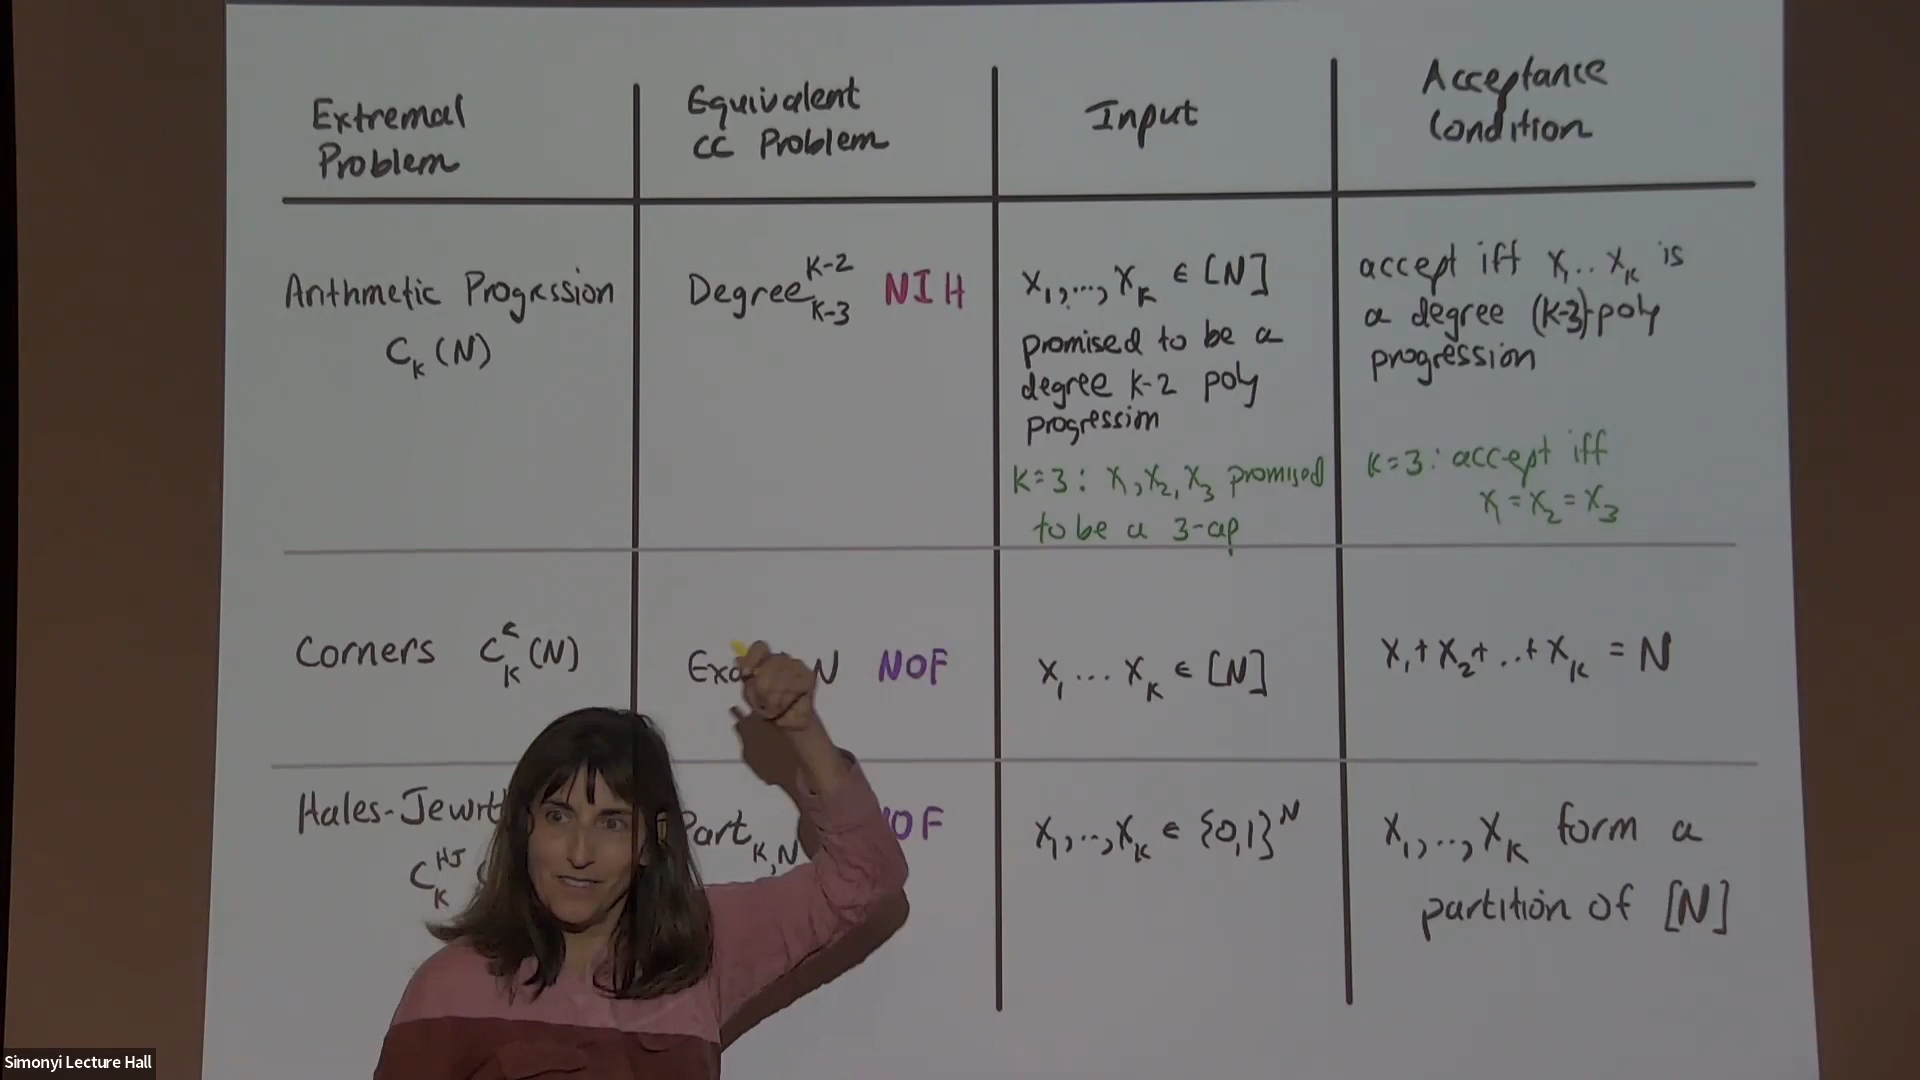 Extremal
Problem
Equivalent
CC Problem
Input
Acceptance
Condition
Arithmetic Progression
C_k(N)
Degree^{k-2}_{k-3} NIH
x_1,...,x_k ∈ [N]
promised to be a
degree k-2 poly
progression
k=3: x_1,x_2,x_3 promised
to be a 3-ap
accept iff x_1..x_k is
a degree (k-3)-poly
progression
k=3: accept iff
x_1=x_2=x_3
Corners C_k^∠(N)
N NOF
x_1...x_k ∈ [N]
x_1+x_2+..+x_k = N
C_k^{HJ}
Part_{k,N}
x_1,..,x_k ∈ {0,1}^N
x_1,..,x_k form a
partition of [N]
Simonyi Lecture Hall